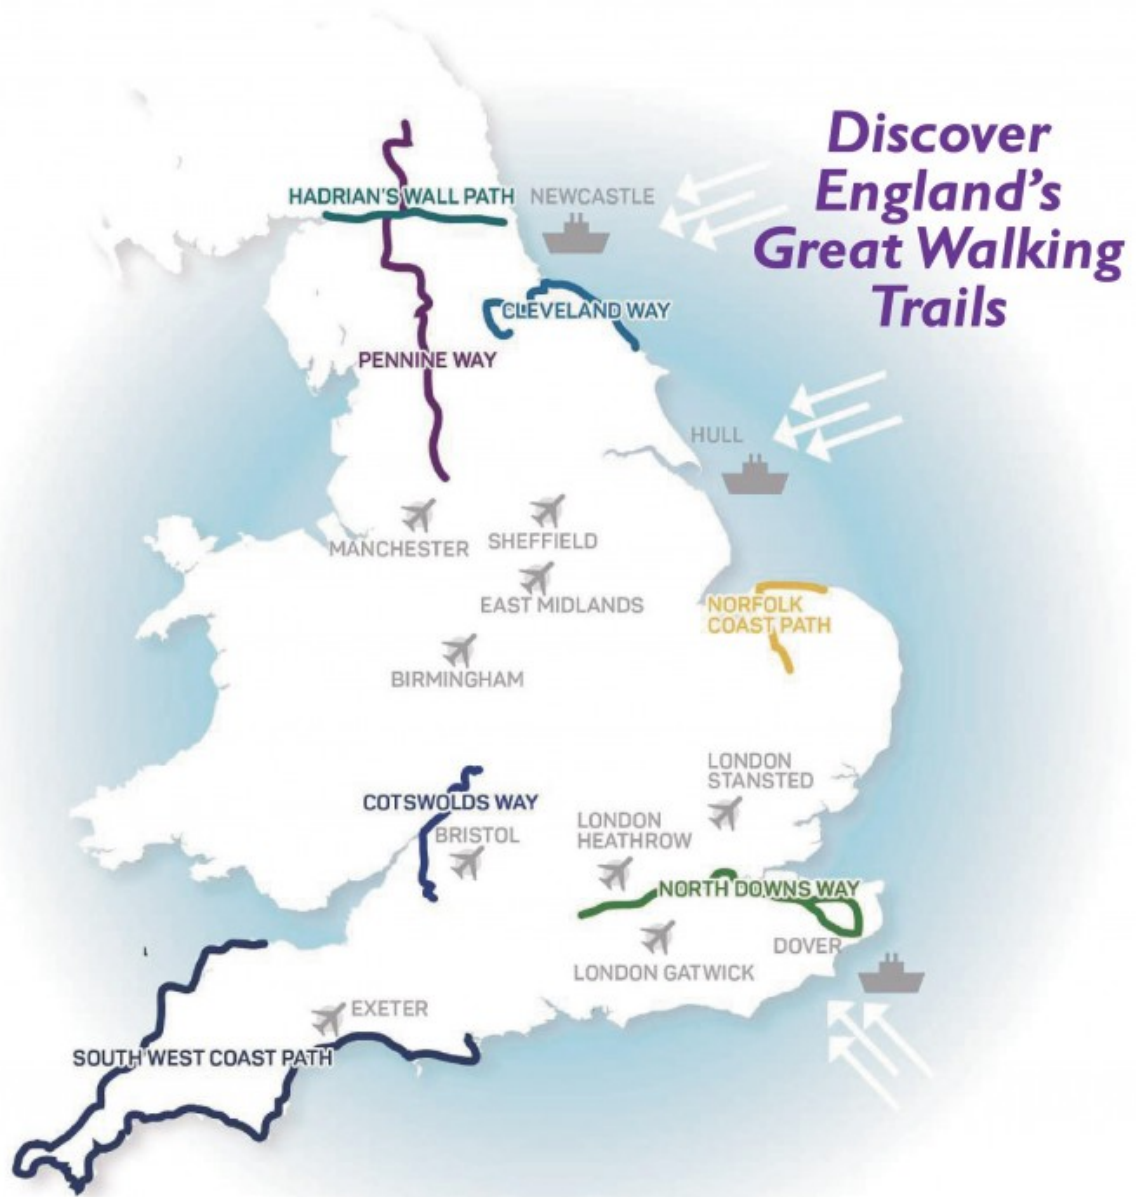 Discover
England's
Great Walking
Trails
HADRIAN'S WALL PATH
NEWCASTLE
CLEVELAND WAY
PENNINE WAY
HULL
MANCHESTER
SHEFFIELD
EAST MIDLANDS
NORFOLK
COAST PATH
BIRMINGHAM
LONDON
STANSTED
COTSWOLDS WAY
BRISTOL
LONDON
HEATHROW
NORTH DOWNS WAY
DOVER
LONDON GATWICK
EXETER
SOUTH WEST COAST PATH